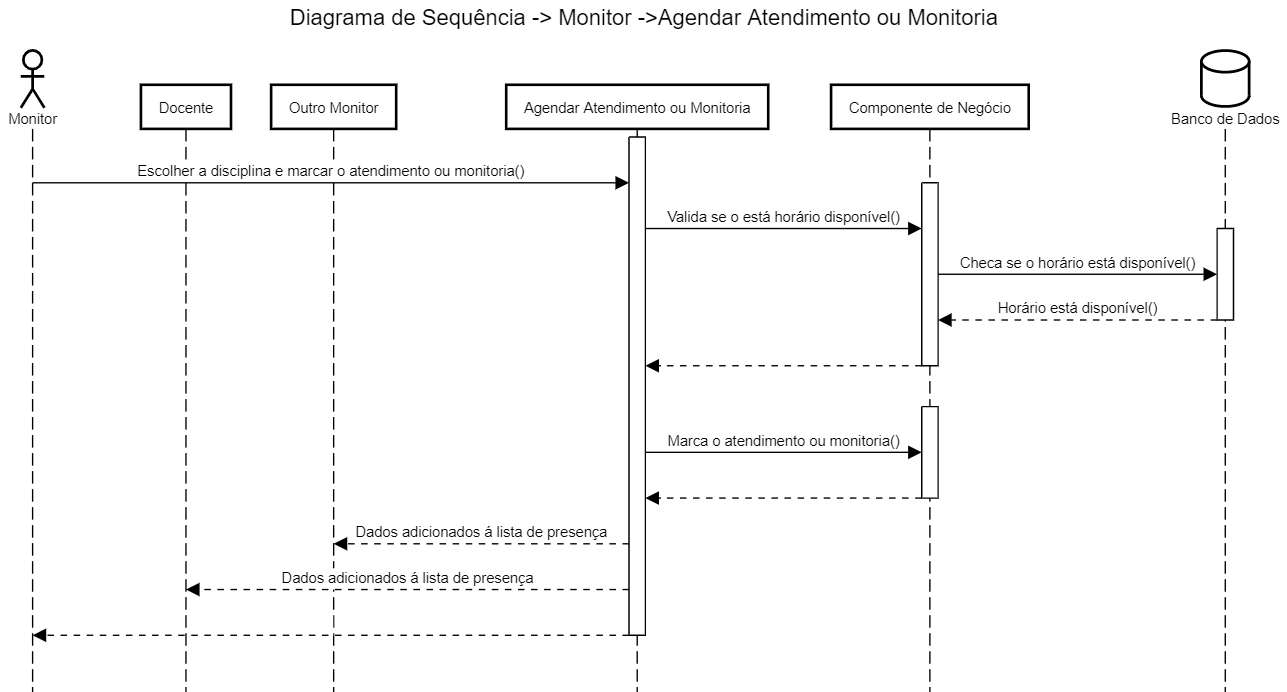 Diagrama de Sequência -> Monitor ->Agendar Atendimento ou Monitoria
Monitor
Docente
Outro Monitor
Agendar Atendimento ou Monitoria
Componente de Negócio
Banco de Dados
Escolher a disciplina e marcar o atendimento ou monitoria()
Valida se o está horário disponível()
Checa se o horário está disponível()
Horário está disponível()
Marca o atendimento ou monitoria()
Dados adicionados á lista de presença
Dados adicionados á lista de presença